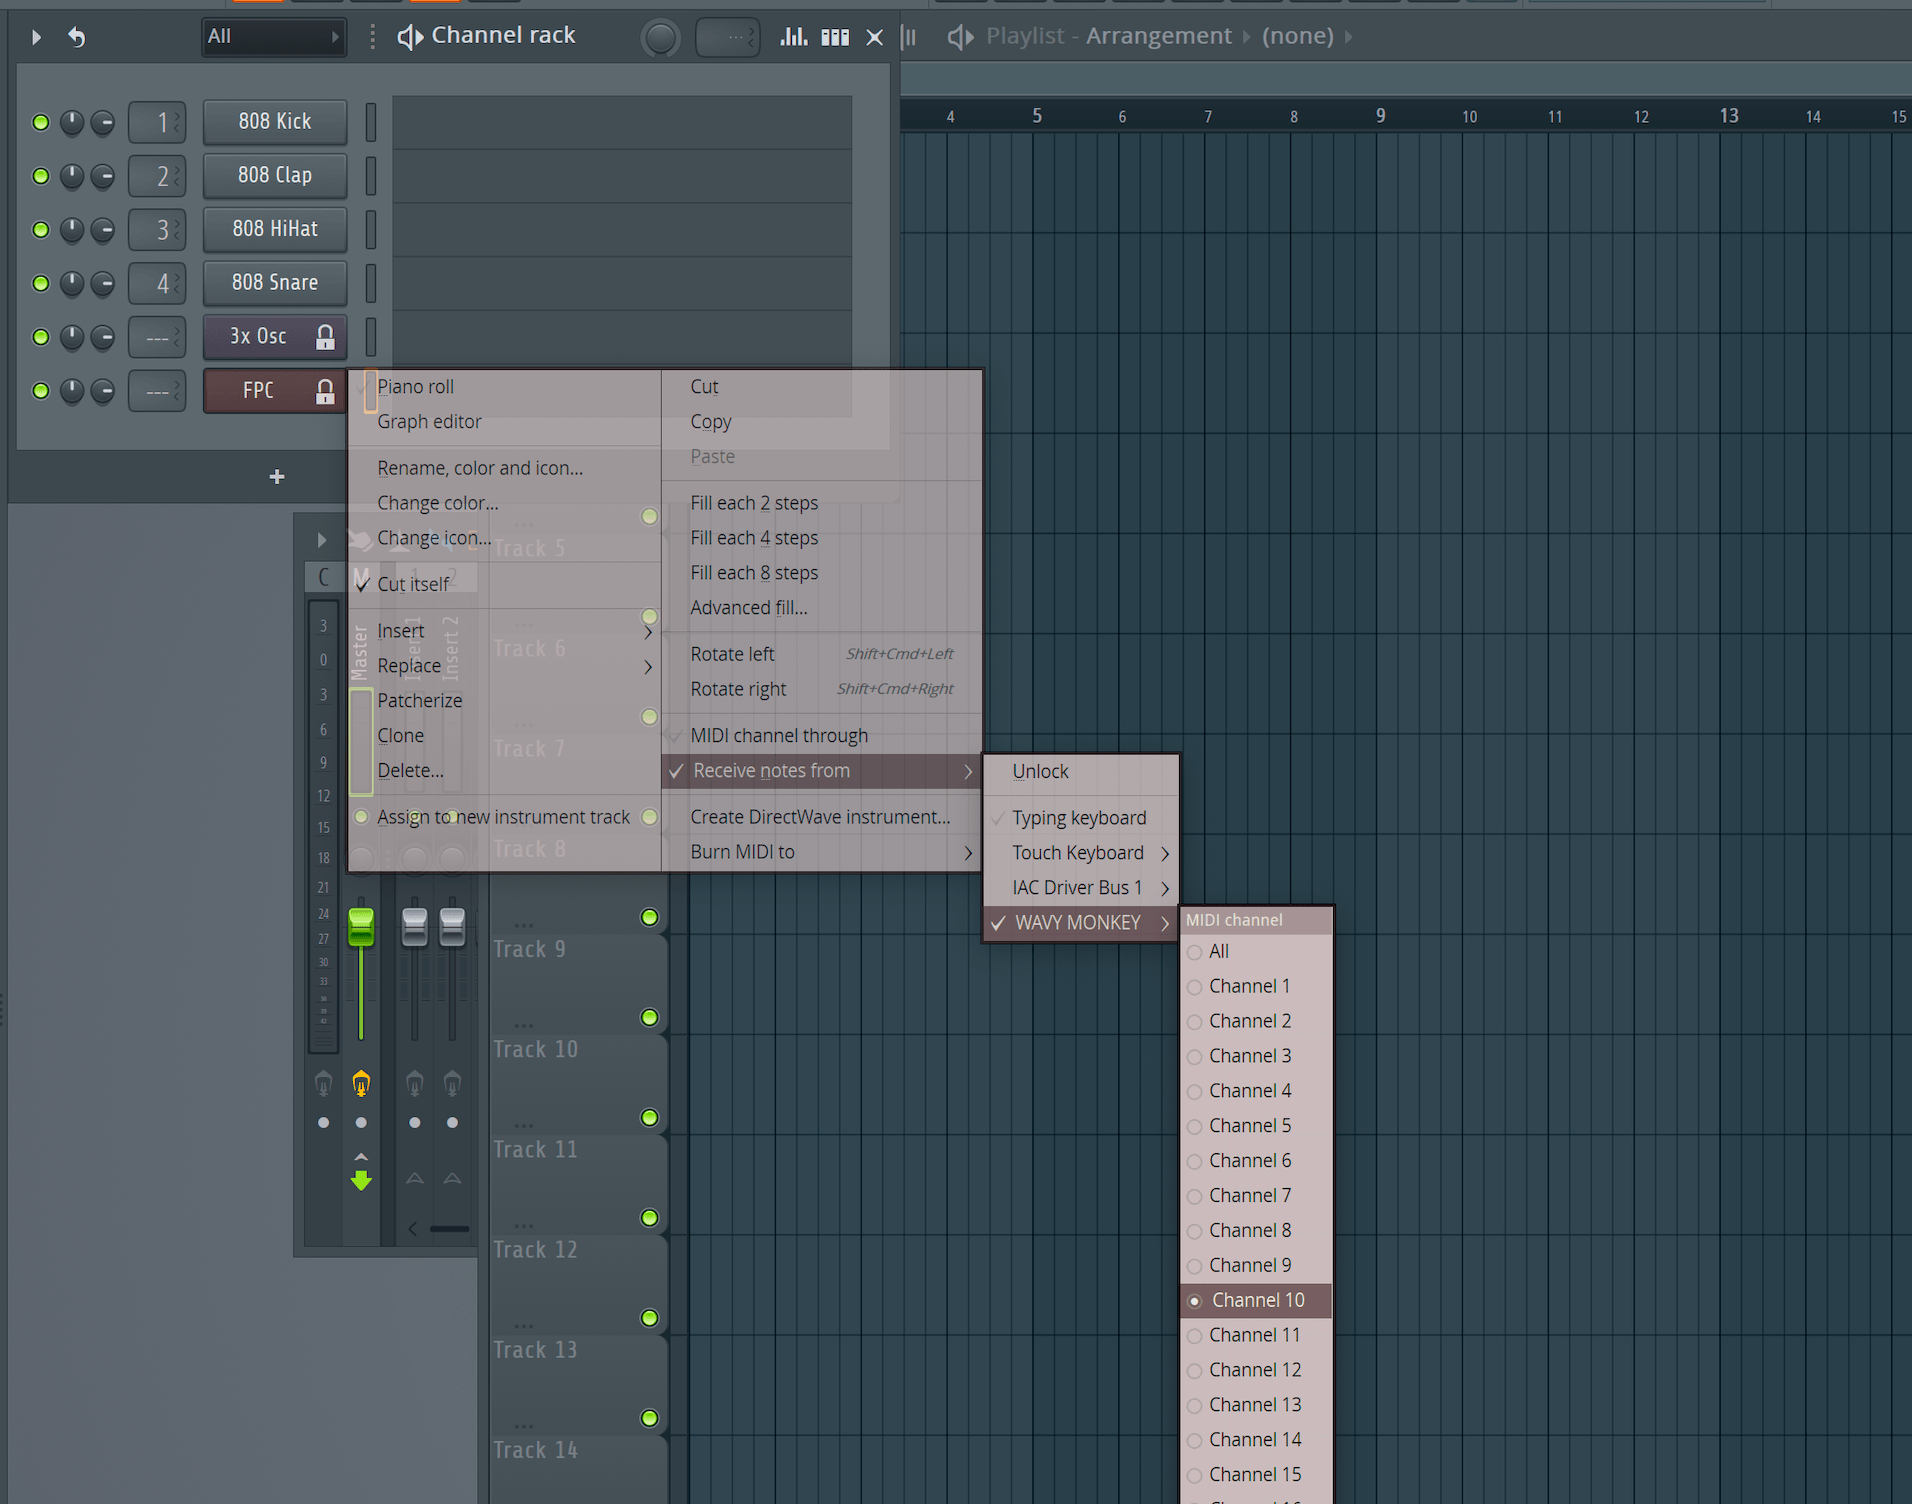 All
Channel rack
Playlist - Arrangement
(none)
4 5 6 7 8 9 10 11 12 13 14 15
1 808 Kick
2 808 Clap
3 808 HiHat
4 808 Snare
--- 3x Osc
--- FPC
+
Piano roll
Graph editor
Rename, color and icon...
Change color...
Change icon...
Cut itself
Insert
Replace
Patcherize
Clone
Delete...
Assign to new instrument track
Cut
Copy
Paste
Fill each 2 steps
Fill each 4 steps
Fill each 8 steps
Advanced fill...
Rotate left Shift+Cmd+Left
Rotate right Shift+Cmd+Right
MIDI channel through
Receive notes from
Create DirectWave instrument...
Burn MIDI to
Unlock
Typing keyboard
Touch Keyboard
IAC Driver Bus 1
WAVY MONKEY
MIDI channel
All
Channel 1
Channel 2
Channel 3
Channel 4
Channel 5
Channel 6
Channel 7
Channel 8
Channel 9
Channel 10
Channel 11
Channel 12
Channel 13
Channel 14
Channel 15
C M 1 2
Master
Insert 1
Insert 2
3
0
3
6
9
12
15
18
21
24
27
30
33
Track 5
Track 6
Track 7
Track 8
Track 9
Track 10
Track 11
Track 12
Track 13
Track 14